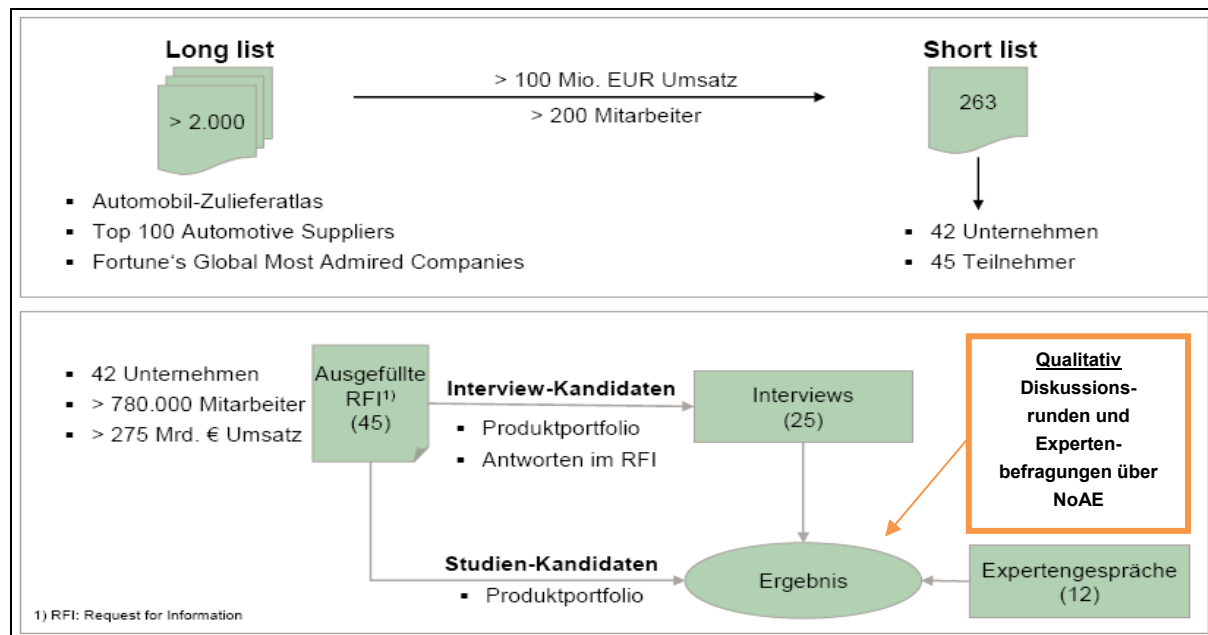 Long list
> 2.000
> 100 Mio. EUR Umsatz
> 200 Mitarbeiter
Short list
263
▪ Automobil-Zulieferatlas
▪ Top 100 Automotive Suppliers
▪ Fortune's Global Most Admired Companies
▪ 42 Unternehmen
▪ 45 Teilnehmer
▪ 42 Unternehmen
▪ > 780.000 Mitarbeiter
▪ > 275 Mrd. € Umsatz
Ausgefüllte
RFI1)
(45)
Interview-Kandidaten
▪ Produktportfolio
▪ Antworten im RFI
Interviews
(25)
Qualitativ
Diskussions-
runden und
Experten-
befragungen über
NoAE
Studien-Kandidaten
▪ Produktportfolio
Ergebnis
Expertengespräche
(12)
1) RFI: Request for Information